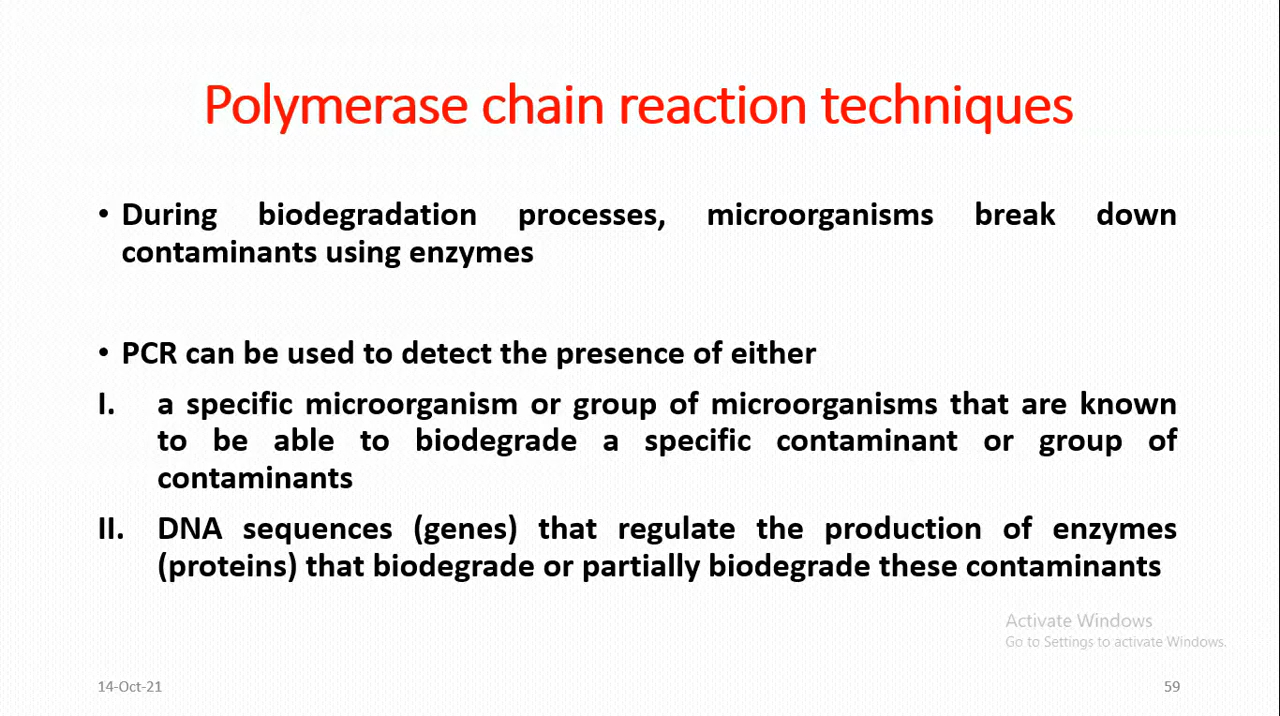 Polymerase chain reaction techniques
• During biodegradation processes, microorganisms break down
contaminants using enzymes
• PCR can be used to detect the presence of either
I. a specific microorganism or group of microorganisms that are known
to be able to biodegrade a specific contaminant or group of
contaminants
II. DNA sequences (genes) that regulate the production of enzymes
(proteins) that biodegrade or partially biodegrade these contaminants
Activate Windows
Go to Settings to activate Windows.
14-Oct-21
59